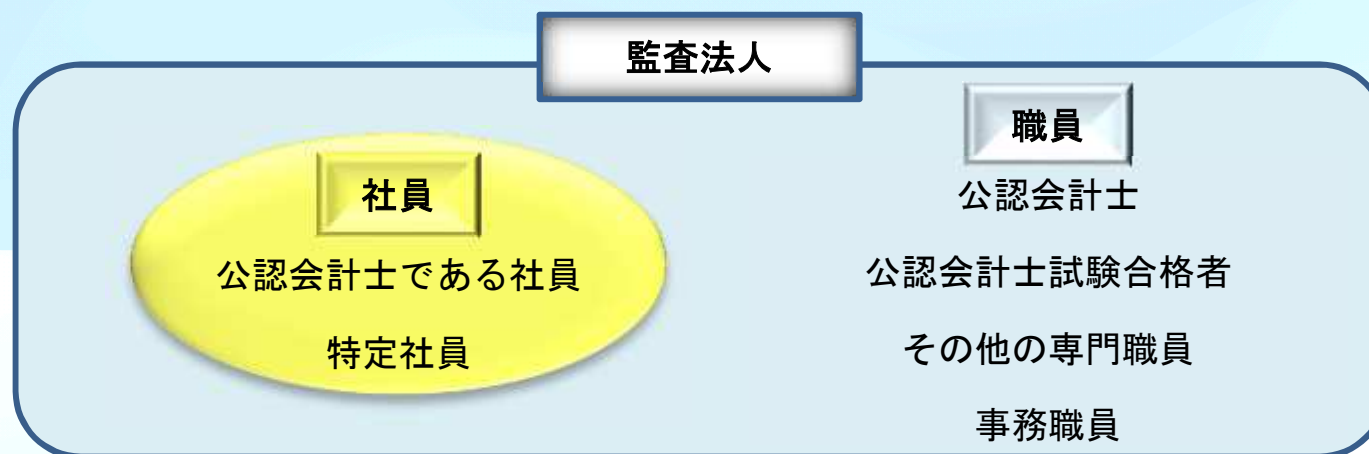 監査法人
社員
公認会計士である社員
特定社員
職員
公認会計士
公認会計士試験合格者
その他の専門職員
事務職員